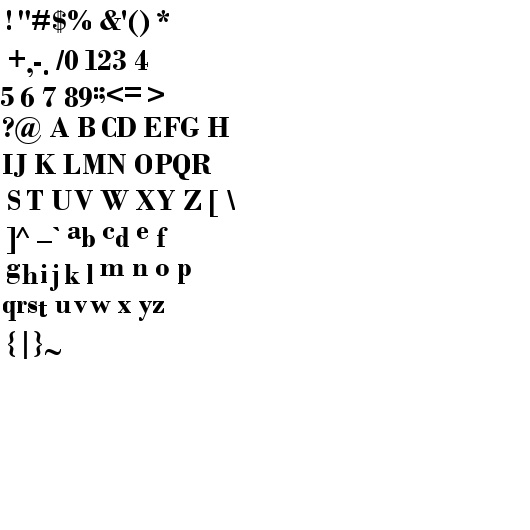 !"#$% &'() *
+,-. /0 123 4
5 6 7 89:;<=>
?@ A B CD EFG H
IJ K LMN OPQR
S T UV W XY Z [ \
]^ _` ab cd e f
ghijkl m n o p
qrst uvw x yz
{|}~